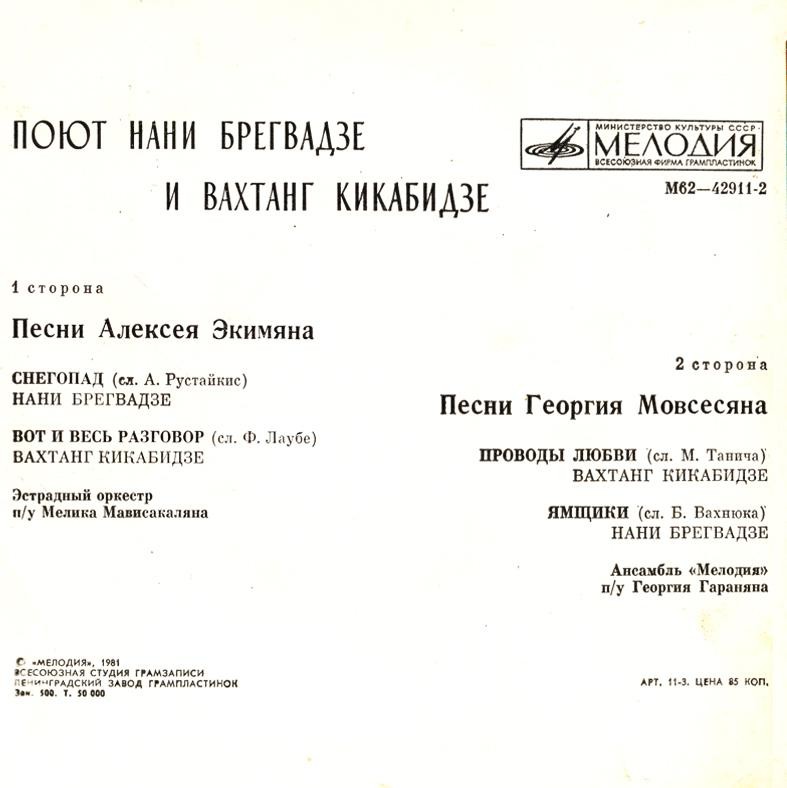 ПОЮТ НАНИ БРЕГВАДЗЕ
И ВАХТАНГ КИКАБИДЗЕ
МИНИСТЕРСТВО КУЛЬТУРЫ СССР
МЕЛОДИЯ
ВСЕСОЮЗНАЯ ФИРМА ГРАМПЛАСТИНОК
М62—42911-2
1 сторона
Песни Алексея Экимяна
СНЕГОПАД (сл. А. Рустайкис)
НАНИ БРЕГВАДЗЕ
ВОТ И ВЕСЬ РАЗГОВОР (сл. Ф. Лаубе)
ВАХТАНГ КИКАБИДЗЕ
Эстрадный оркестр
п/у Мелика Мависакаляна
2 сторона
Песни Георгия Мовсесяна
ПРОВОДЫ ЛЮБВИ (сл. М. Танича)
ВАХТАНГ КИКАБИДЗЕ
ЯМЩИКИ (сл. Б. Вахнюка)
НАНИ БРЕГВАДЗЕ
Ансамбль «Мелодия»
п/у Георгия Гараняна
© «МЕЛОДИЯ», 1981
ВСЕСОЮЗНАЯ СТУДИЯ ГРАМЗАПИСИ
ЛЕНИНГРАДСКИЙ ЗАВОД ГРАМПЛАСТИНОК
Зак. 500. Т. 50 000
АРТ. 11-3. ЦЕНА 85 КОП.